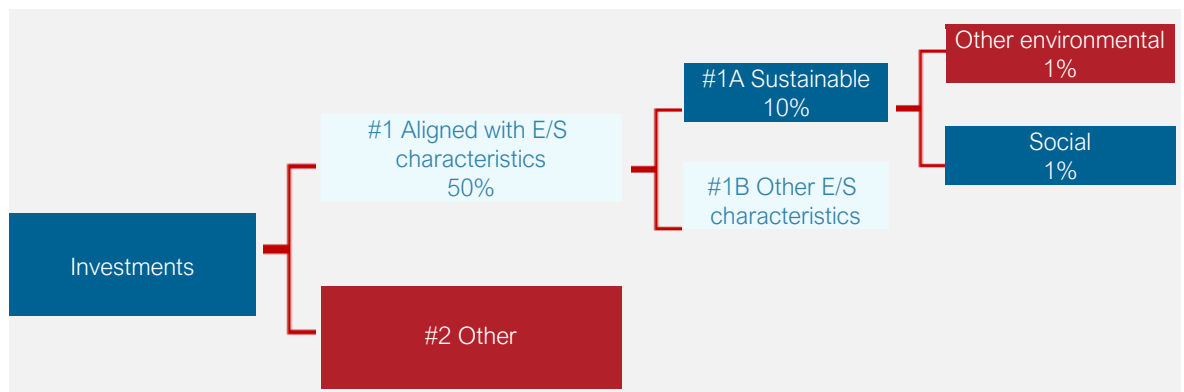 Investments
#1 Aligned with E/S
characteristics
50%
#2 Other
#1A Sustainable
10%
#1B Other E/S
characteristics
Other environmental
1%
Social
1%